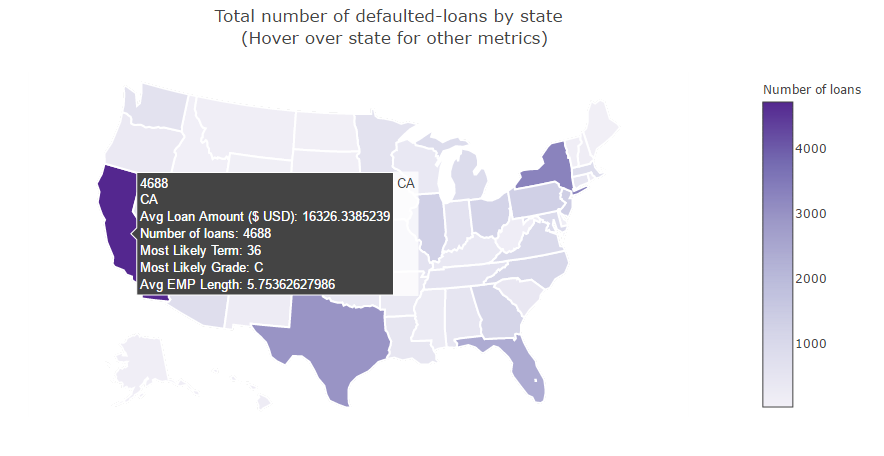 Total number of defaulted-loans by state
(Hover over state for other metrics)
Number of loans
4000
3000
2000
1000
4688
CA
Avg Loan Amount ($ USD): 16326.3385239
Number of loans: 4688
Most Likely Term: 36
Most Likely Grade: C
Avg EMP Length: 5.75362627986
CA